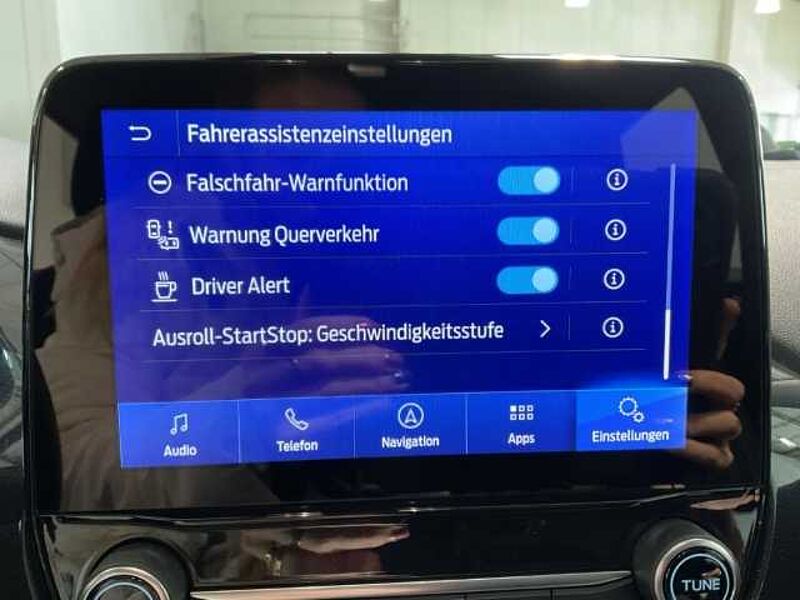 Fahrerassistenzeinstellungen
Falschfahr-Warnfunktion
Warnung Querverkehr
Driver Alert
Ausroll-StartStop: Geschwindigkeitsstufe
Audio
Telefon
Navigation
Apps
Einstellungen
TUNE